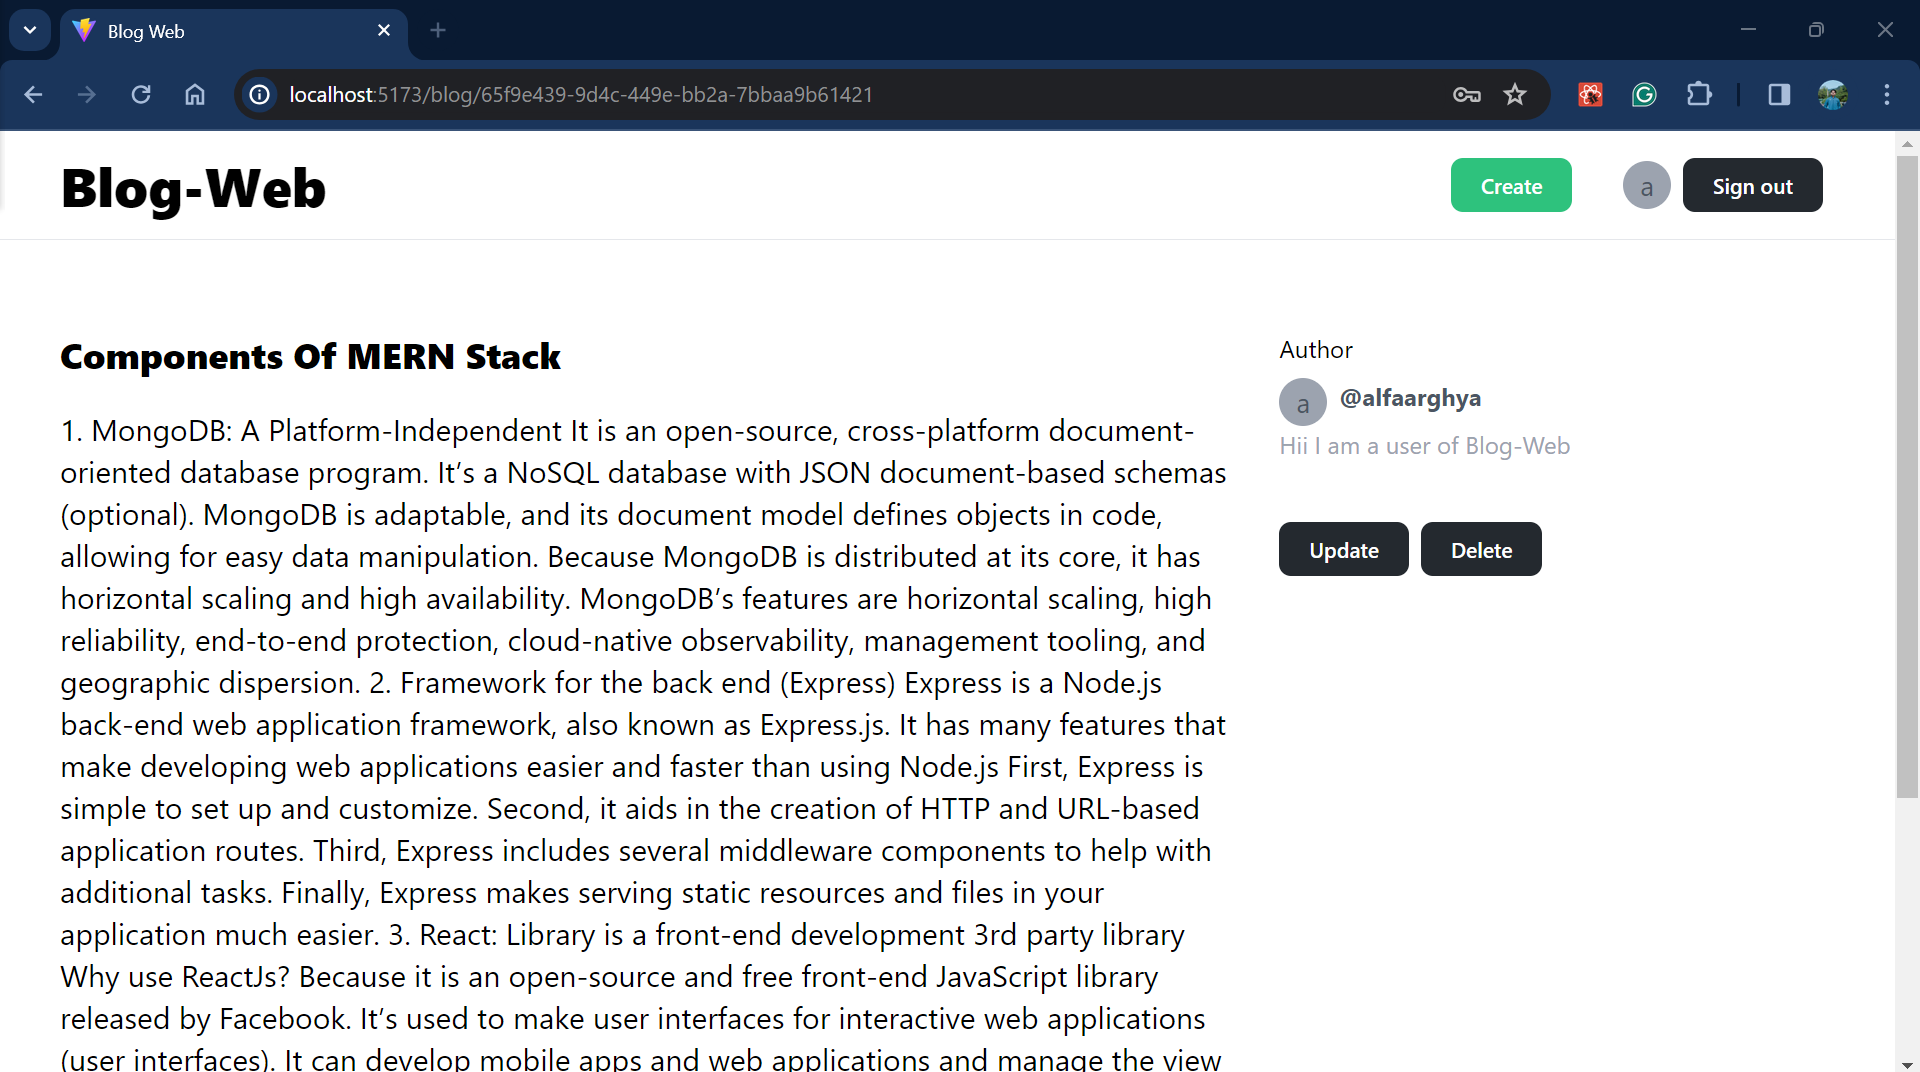 Blog Web
localhost:5173/blog/65f9e439-9d4c-449e-bb2a-7bbaa9b61421
Blog-Web
Create
a
Sign out
Components Of MERN Stack
1. MongoDB: A Platform-Independent It is an open-source, cross-platform document-
oriented database program. It’s a NoSQL database with JSON document-based schemas
(optional). MongoDB is adaptable, and its document model defines objects in code,
allowing for easy data manipulation. Because MongoDB is distributed at its core, it has
horizontal scaling and high availability. MongoDB’s features are horizontal scaling, high
reliability, end-to-end protection, cloud-native observability, management tooling, and
geographic dispersion. 2. Framework for the back end (Express) Express is a Node.js
back-end web application framework, also known as Express.js. It has many features that
make developing web applications easier and faster than using Node.js First, Express is
simple to set up and customize. Second, it aids in the creation of HTTP and URL-based
application routes. Third, Express includes several middleware components to help with
additional tasks. Finally, Express makes serving static resources and files in your
application much easier. 3. React: Library is a front-end development 3rd party library
Why use ReactJs? Because it is an open-source and free front-end JavaScript library
released by Facebook. It’s used to make user interfaces for interactive web applications
(user interfaces). It can develop mobile apps and web applications and manage the view
Author
a
@alfaarghya
Hii I am a user of Blog-Web
Update
Delete